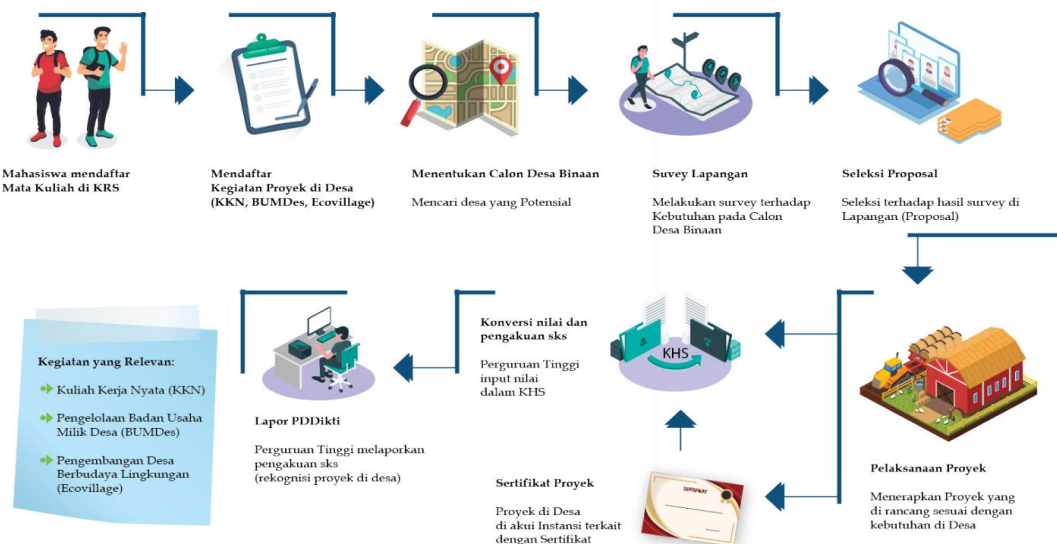 Mahasiswa mendaftar
Mata Kuliah di KRS
Mendaftar
Kegiatan Proyek di Desa
(KKN, BUMDes, Ecovillage)
Menentukan Calon Desa Binaan
Mencari desa yang Potensial
Suvey Lapangan
Melakukan survey terhadap
Kebutuhan pada Calon
Desa Binaan
Seleksi Proposal
Seleksi terhadap hasil survey di
Lapangan (Proposal)
Pelaksanaan Proyek
Menerapkan Proyek yang
di rancang sesuai dengan
kebutuhan di Desa
KHS
Konversi nilai dan
pengakuan sks
Perguruan Tinggi
input nilai
dalam KHS
SERTIFIKAT
Sertifikat Proyek
Proyek di Desa
di akui Instansi terkait
dengan Sertifikat
Lapor PDDikti
Perguruan Tinggi melaporkan
pengakuan sks
(rekognisi proyek di desa)
Kegiatan yang Relevan:
Kuliah Kerja Nyata (KKN)
Pengelolaan Badan Usaha
Milik Desa (BUMDes)
Pengembangan Desa
Berbudaya Lingkungan
(Ecovillage)